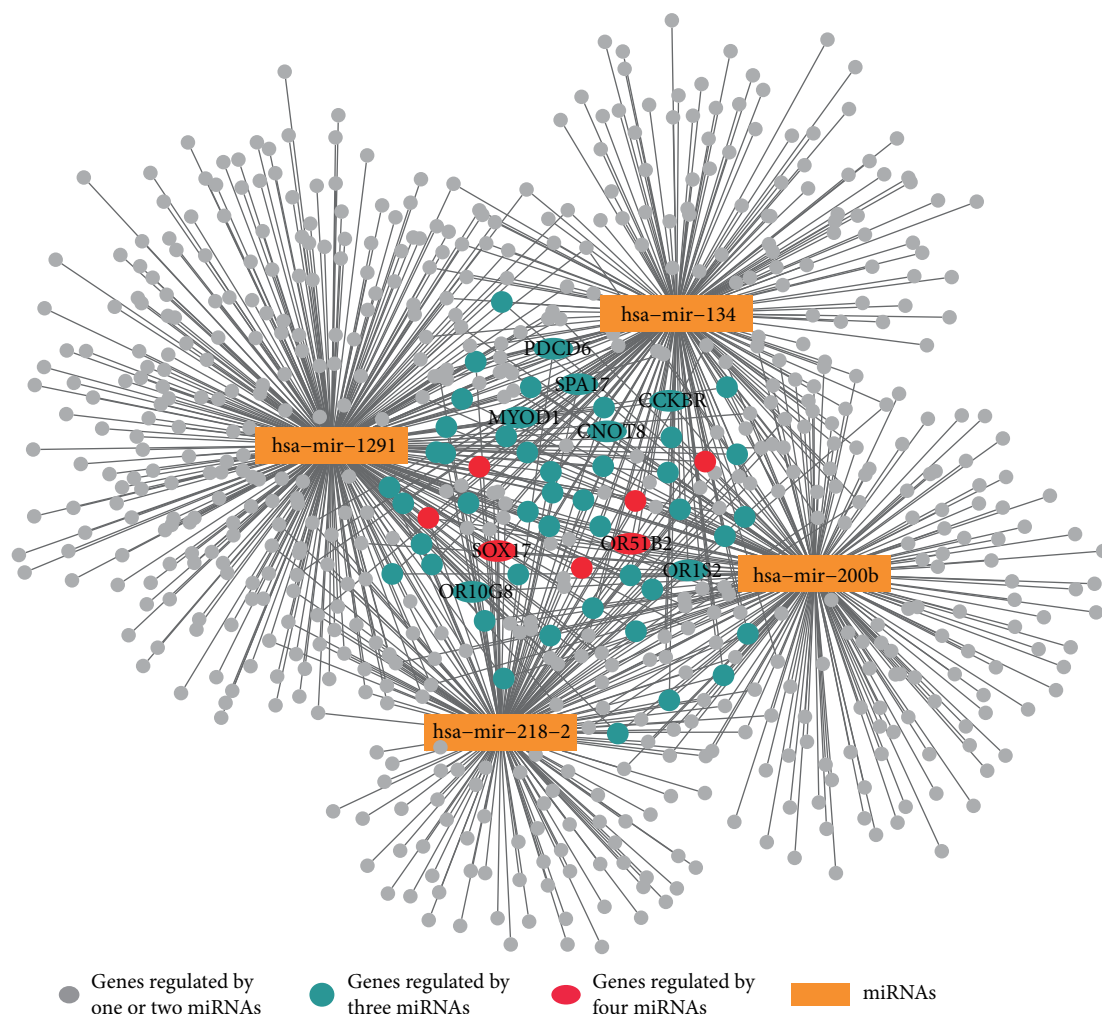 hsa−mir−134
PDCD6
SPA17
CCKBR
MYOD1
CNOT8
hsa−mir−1291
SOX17
OR51B2
OR1S2
hsa−mir−200b
OR10G8
hsa−mir−218−2
Genes regulated by
one or two miRNAs
Genes regulated by
three miRNAs
Genes regulated by
four miRNAs
miRNAs